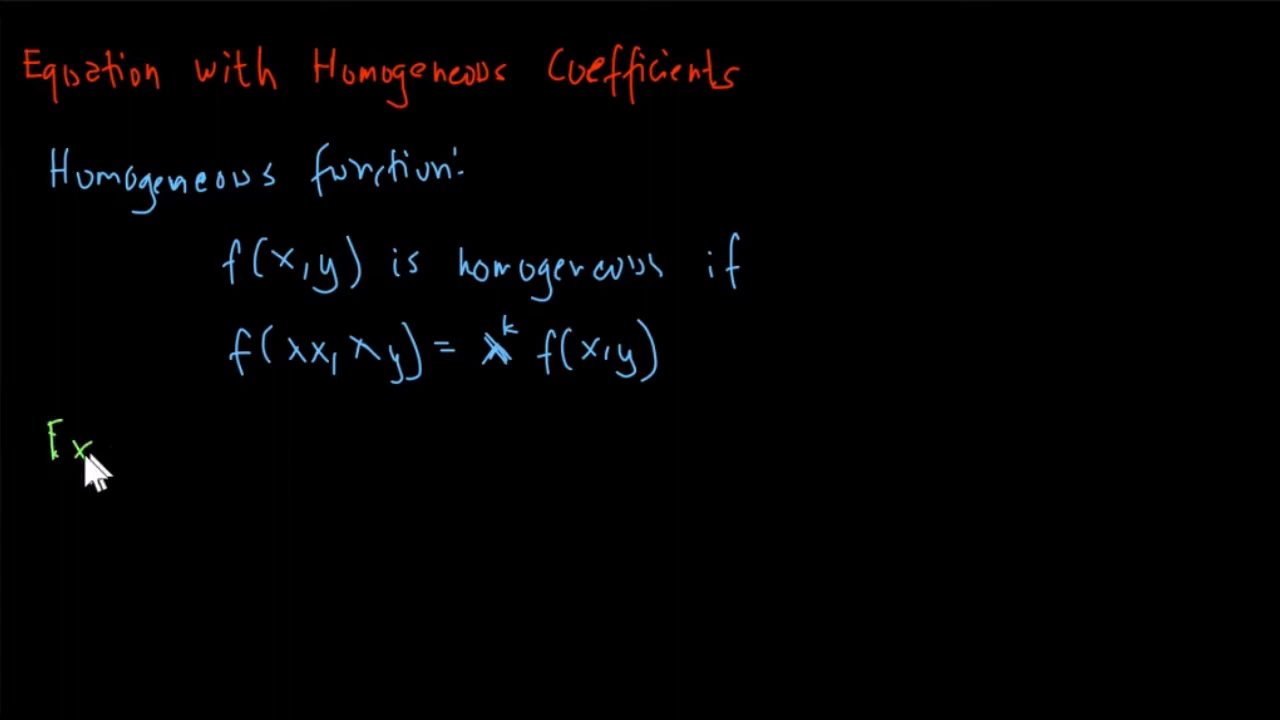 Equation with Homogeneous Coefficients
Homogeneous function:
f(x,y) is homogeneous if
f(λx, λy) = λ^k f(x,y)
Ex